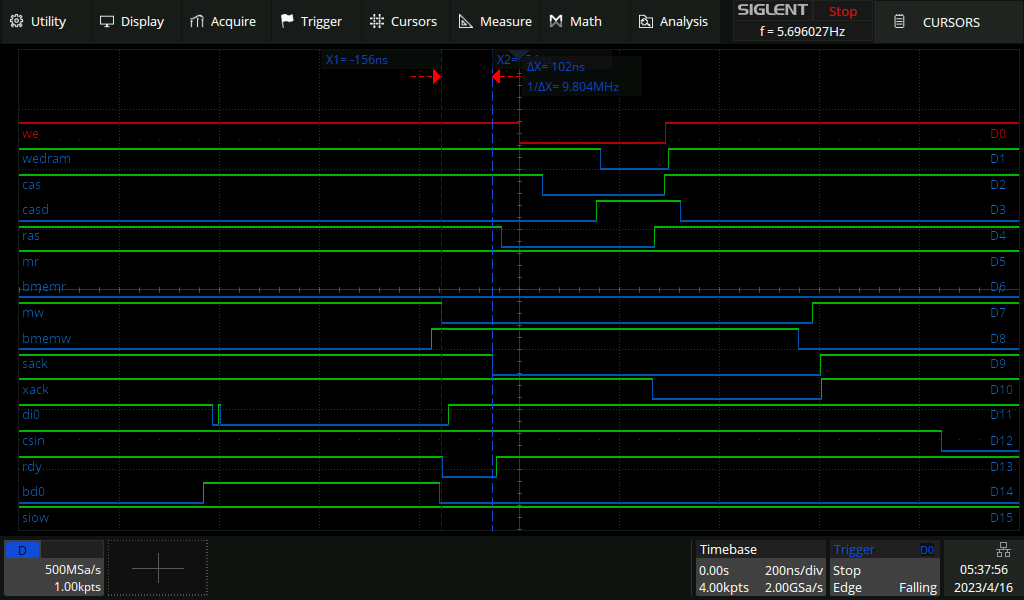 Utility Display Acquire Trigger Cursors Measure Math Analysis SIGLENT Stop
f = 5.696027Hz
CURSORS
X1= -156ns X2= ΔX= 102ns
1/ΔX= 9.804MHz
we D0
wedram D1
cas D2
casd D3
ras D4
mr D5
bmemr D6
mw D7
bmemw D8
sack D9
xack D10
di0 D11
csin D12
rdy D13
bd0 D14
siow D15
D
500MSa/s
1.00kpts
Timebase
0.00s 200ns/div
4.00kpts 2.00GSa/s
Trigger D0
Stop
Edge Falling
05:37:56
2023/4/16